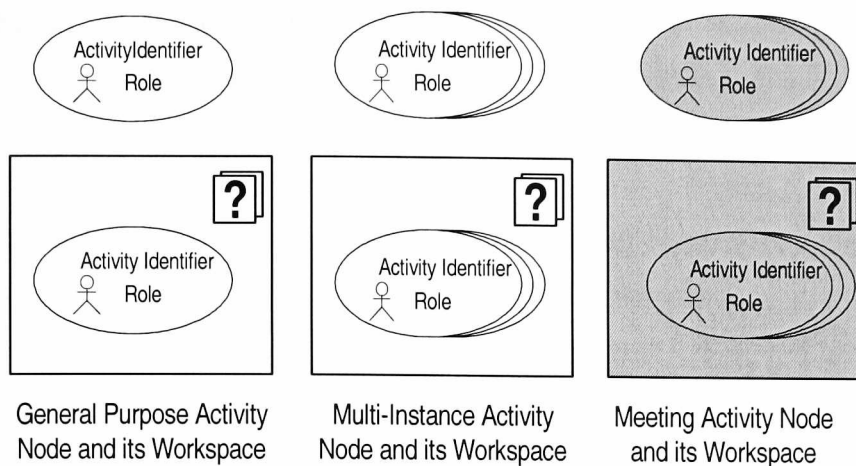 ActivityIdentifier
Role
Activity Identifier
Role
Activity Identifier
Role
?
Activity Identifier
Role
?
Activity Identifier
Role
?
Activity Identifier
Role
General Purpose Activity
Node and its Workspace
Multi-Instance Activity
Node and its Workspace
Meeting Activity Node
and its Workspace